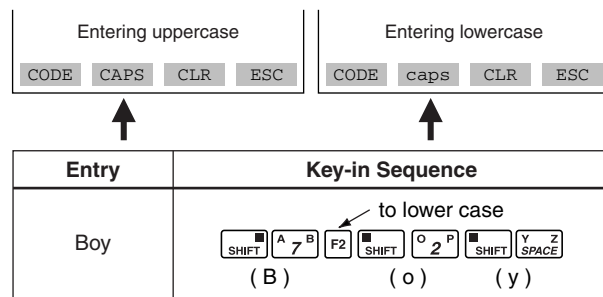 Entering uppercase
CODE CAPS CLR ESC
Entering lowercase
CODE caps CLR ESC
Entry Key-in Sequence
to lower case
Boy SHIFT A 7 B F2 SHIFT O 2 P SHIFT Y Z SPACE
( B ) ( o ) ( y )